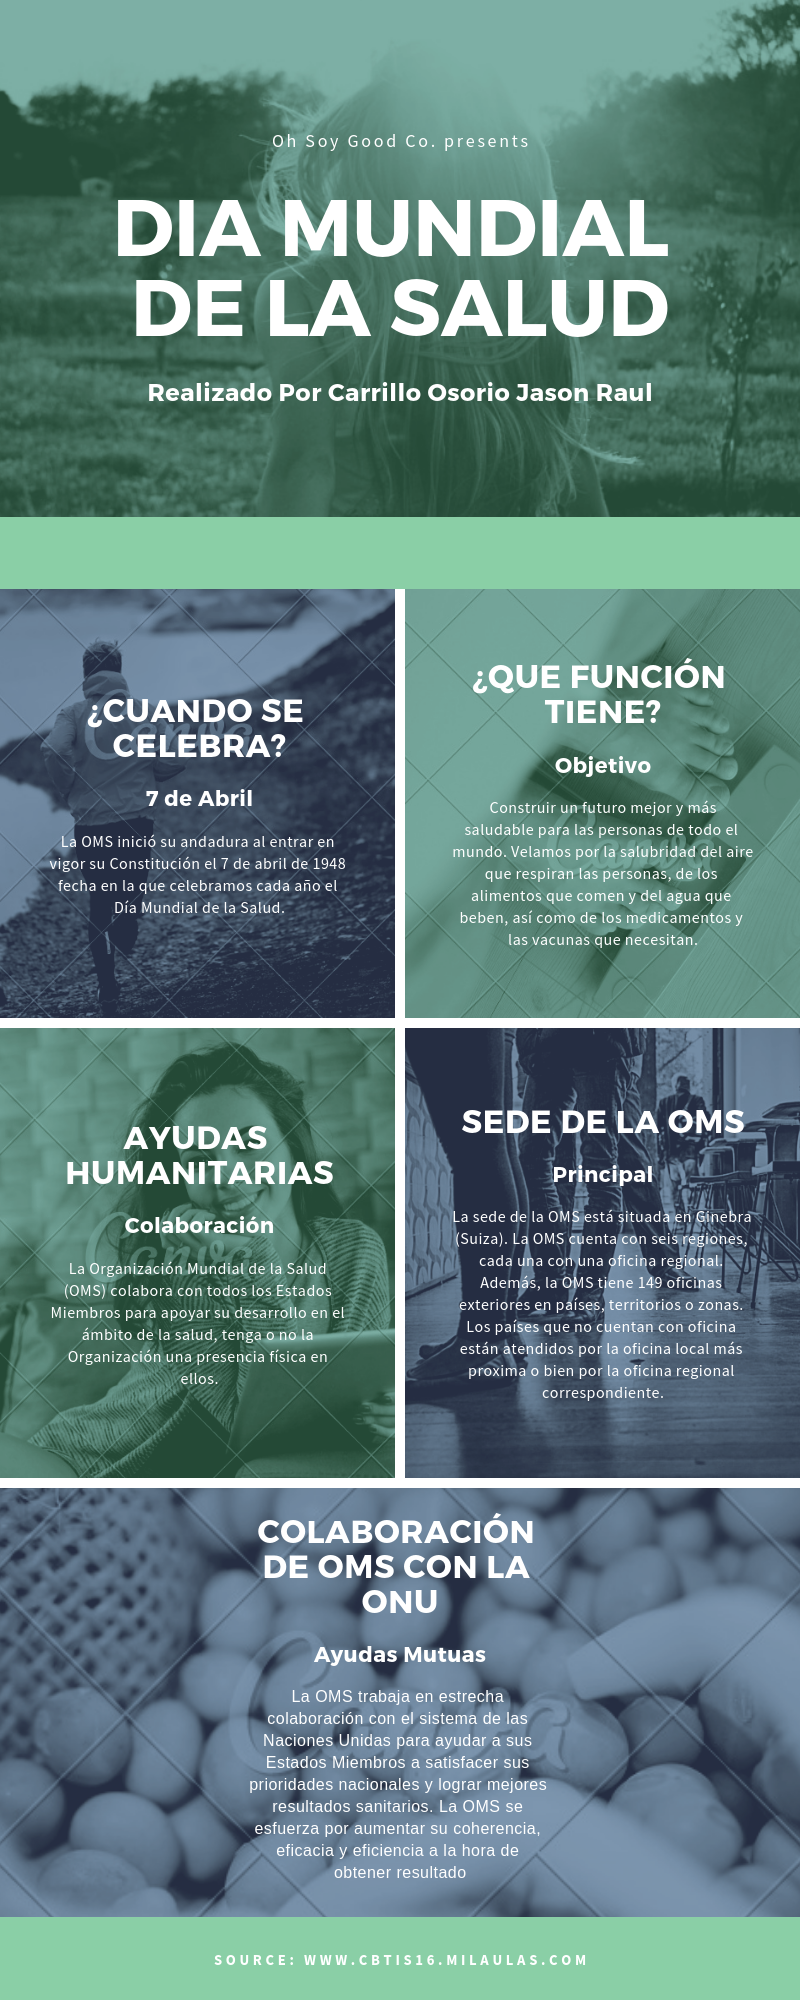 Oh Soy Good Co. presents
DIA MUNDIAL
DE LA SALUD
Realizado Por Carrillo Osorio Jason Raul
¿CUANDO SE
CELEBRA?
7 de Abril
La OMS inició su andadura al entrar en
vigor su Constitución el 7 de abril de 1948
fecha en la que celebramos cada año el
Día Mundial de la Salud.
¿QUE FUNCIÓN
TIENE?
Objetivo
Construir un futuro mejor y más
saludable para las personas de todo el
mundo. Velamos por la salubridad del aire
que respiran las personas, de los
alimentos que comen y del agua que
beben, así como de los medicamentos y
las vacunas que necesitan.
AYUDAS
HUMANITARIAS
Colaboración
La Organización Mundial de la Salud
(OMS) colabora con todos los Estados
Miembros para apoyar su desarrollo en el
ámbito de la salud, tenga o no la
Organización una presencia física en
ellos.
SEDE DE LA OMS
Principal
La sede de la OMS está situada en Ginebra
(Suiza). La OMS cuenta con seis regiones,
cada una con una oficina regional.
Además, la OMS tiene 149 oficinas
exteriores en países, territorios o zonas.
Los países que no cuentan con oficina
están atendidos por la oficina local más
proxima o bien por la oficina regional
correspondiente.
COLABORACIÓN
DE OMS CON LA
ONU
Ayudas Mutuas
La OMS trabaja en estrecha
colaboración con el sistema de las
Naciones Unidas para ayudar a sus
Estados Miembros a satisfacer sus
prioridades nacionales y lograr mejores
resultados sanitarios. La OMS se
esfuerza por aumentar su coherencia,
eficacia y eficiencia a la hora de
obtener resultado
SOURCE: WWW.CBTIS16.MILAULAS.COM